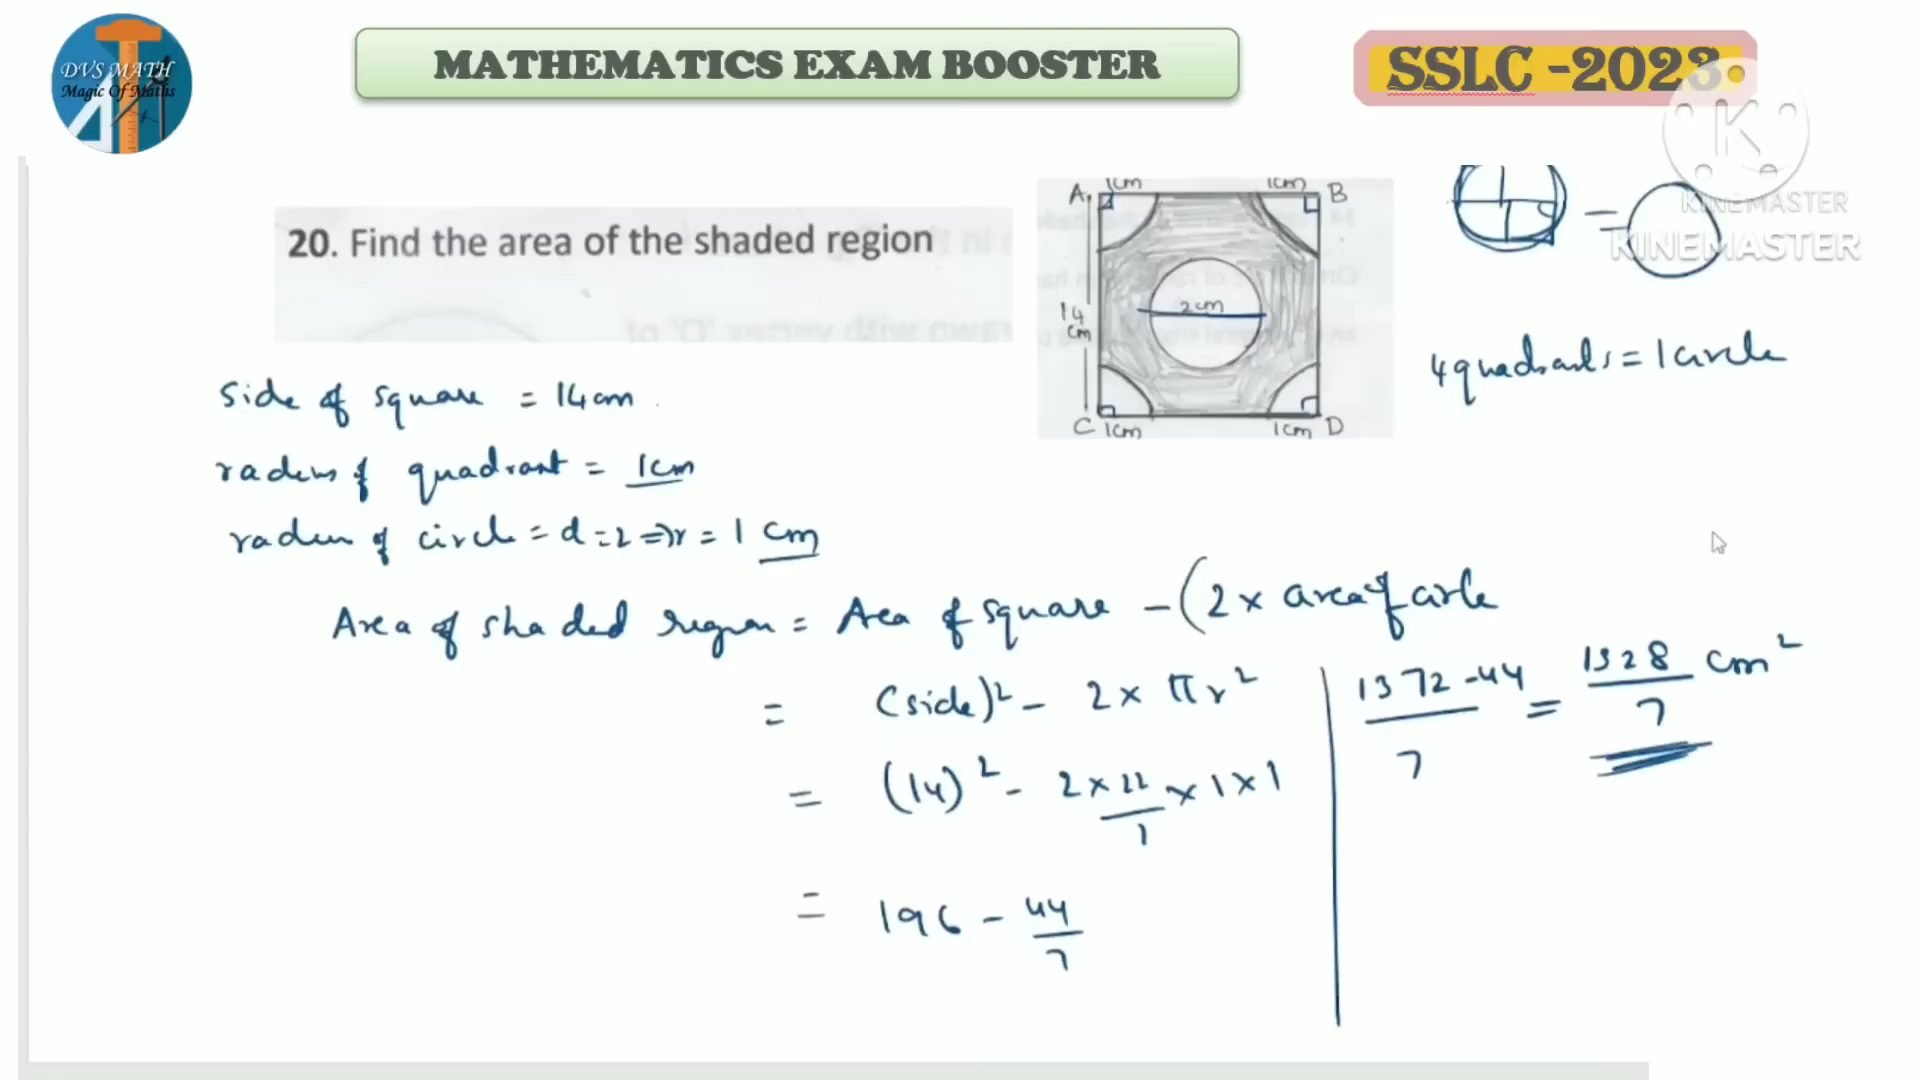 DVS MATH
Magic Of Maths
MATHEMATICS EXAM BOOSTER
SSLC -2023
K
KINEMASTER
KINEMASTER
20. Find the area of the shaded region
A 1cm 1cm B
14 cm
2cm
C 1cm 1cm D
=
4 quadrants = 1 circle
side of square = 14 cm
radius of quadrant = 1cm
radius of circle = d = 2 ⇒ r = 1 cm
Area of shaded region = Area of square - (2 × area of circle
= (side)² - 2 × πr²
= (14)² - 2 × 22/7 × 1 × 1
= 196 - 44/7
1372 - 44 / 7 = 1328/7 cm²